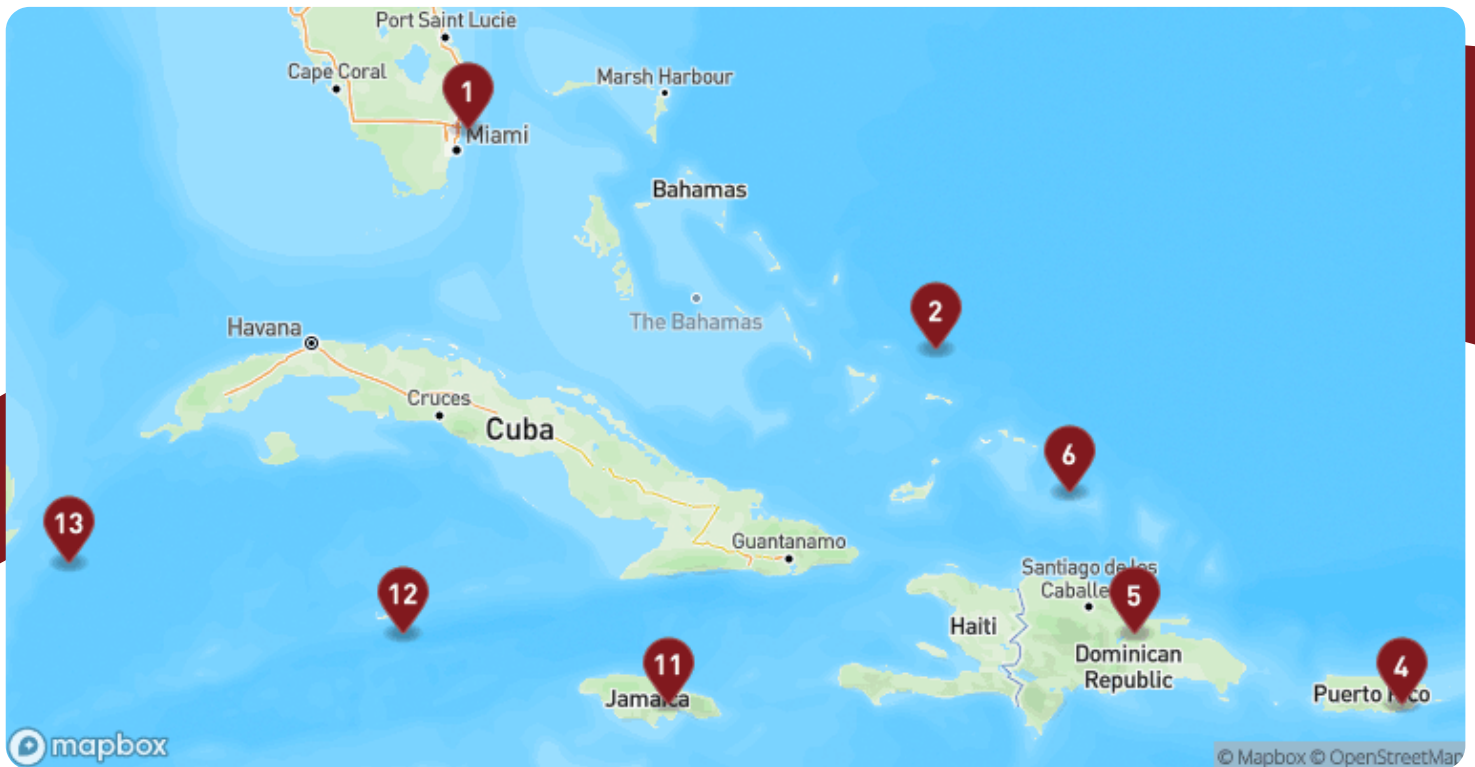 Port Saint Lucie
Cape Coral
Marsh Harbour
1
Miami
Bahamas
2
The Bahamas
Havana
Cruces
Cuba
6
13
Guantanamo
Santiago de los
Caballe
12
5
Haiti
Dominican
Republic
11
4
Jamaica
Puerto Rico
mapbox
© Mapbox © OpenStreetMap